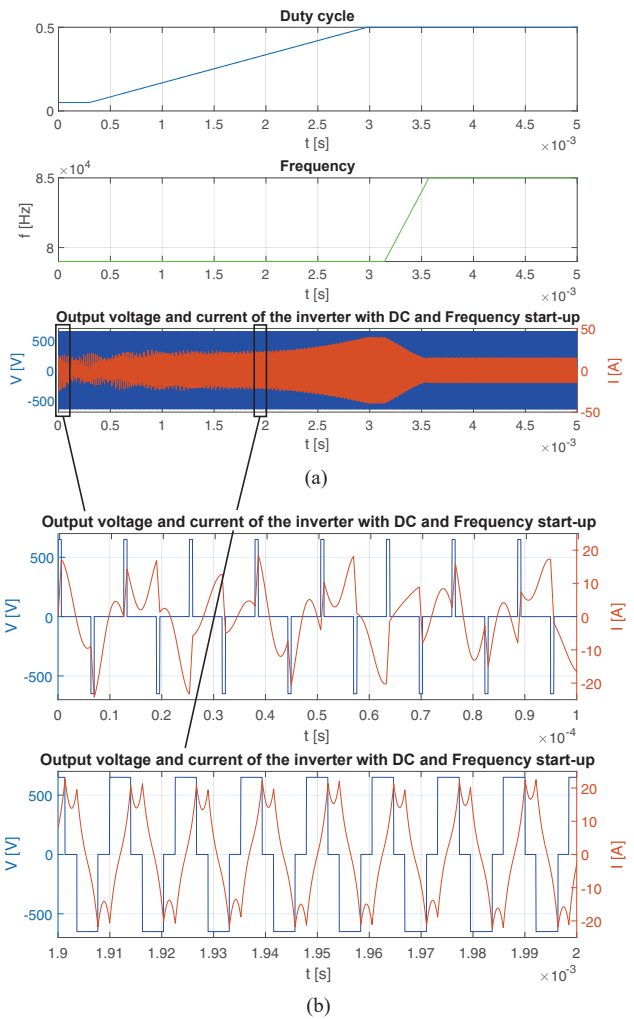 Duty cycle
0.5
0
0 0.5 1 1.5 2 2.5 3 3.5 4 4.5 5
t [s]
×10⁻³
×10⁴
Frequency
8.5
8
f [Hz]
0 0.5 1 1.5 2 2.5 3 3.5 4 4.5 5
t [s]
×10⁻³
Output voltage and current of the inverter with DC and Frequency start-up
500
0
-500
V [V]
50
0
-50
I [A]
0 0.5 1 1.5 2 2.5 3 3.5 4 4.5 5
t [s]
×10⁻³
(a)
Output voltage and current of the inverter with DC and Frequency start-up
500
0
-500
V [V]
20
10
0
-10
-20
I [A]
0 0.1 0.2 0.3 0.4 0.5 0.6 0.7 0.8 0.9 1
t [s]
×10⁻⁴
Output voltage and current of the inverter with DC and Frequency start-up
500
0
-500
V [V]
20
10
0
-10
-20
I [A]
1.9 1.91 1.92 1.93 1.94 1.95 1.96 1.97 1.98 1.99 2
t [s]
×10⁻³
(b)